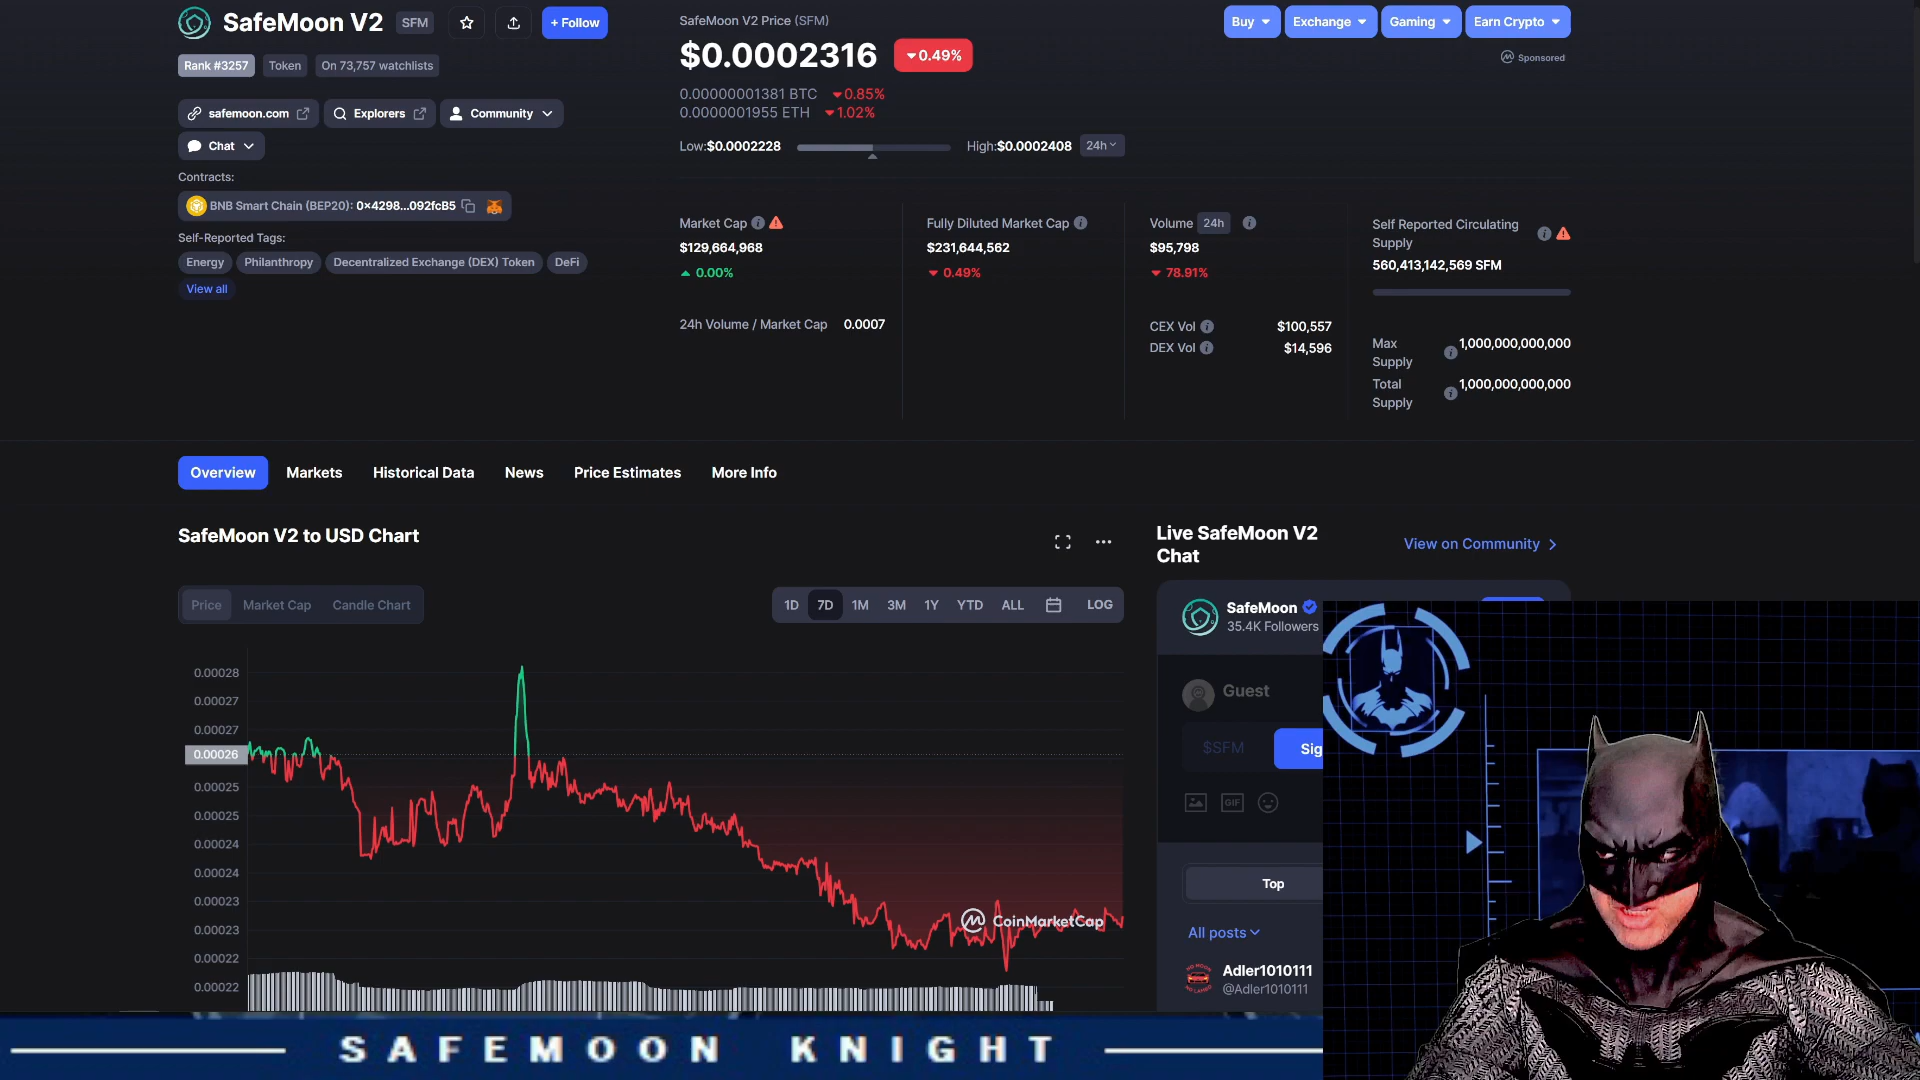 SafeMoon V2 SFM + Follow
Rank #3257 Token On 73,757 watchlists
safemoon.com Explorers Community
Chat
Contracts:
BNB Smart Chain (BEP20): 0x4298...092fcB5
Self-Reported Tags:
Energy Philanthropy Decentralized Exchange (DEX) Token DeFi
View all
SafeMoon V2 Price (SFM)
$0.0002316 0.49%
0.00000001381 BTC 0.85%
0.0000001955 ETH 1.02%
Low:$0.0002228 High:$0.0002408 24h
Buy Exchange Gaming Earn Crypto
Sponsored
Market Cap
$129,664,968
0.00%
24h Volume / Market Cap 0.0007
Fully Diluted Market Cap
$231,644,562
0.49%
Volume 24h
$95,798
78.91%
CEX Vol $100,557
DEX Vol $14,596
Self Reported Circulating
Supply
560,413,142,569 SFM
Max
Supply
1,000,000,000,000
Total
Supply
1,000,000,000,000
Overview Markets Historical Data News Price Estimates More Info
SafeMoon V2 to USD Chart
Price Market Cap Candle Chart
1D 7D 1M 3M 1Y YTD ALL LOG
0.00028
0.00027
0.00027
0.00026
0.00025
0.00025
0.00024
0.00023
0.00023
0.00023
0.00022
0.00022
CoinMarketCap
Live SafeMoon V2
Chat
View on Community
SafeMoon
35.4K Followers
Guest
$SFM
Sig
GIF
Top
All posts
Adler1010111
@Adler1010111
SAFEMOON KNIGHT